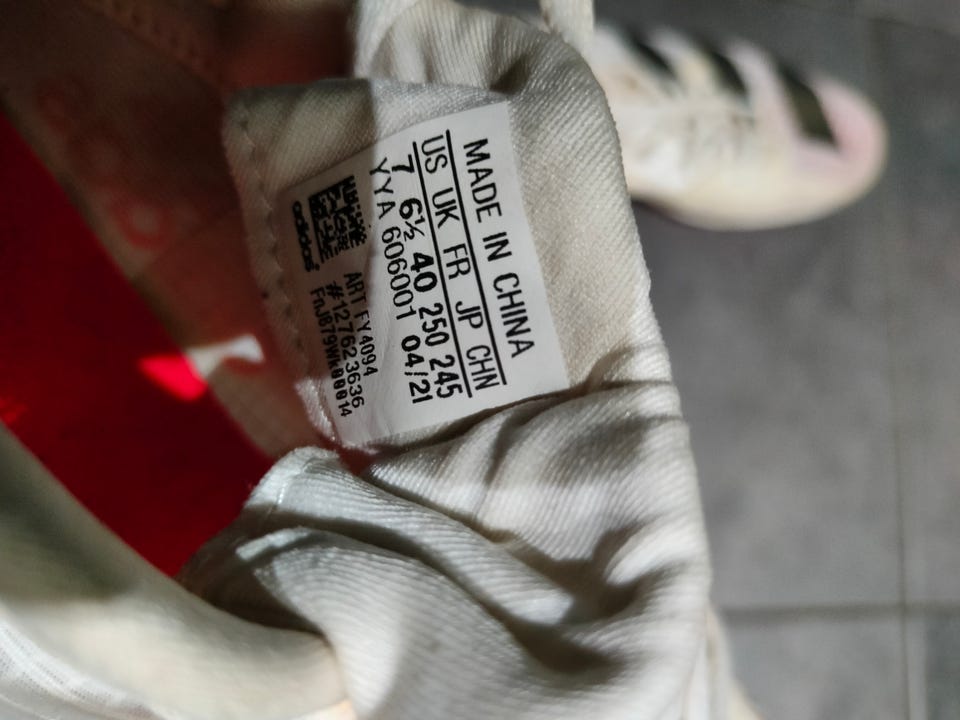 MADE IN CHINA
US UK FR JP CHN
7 6½ 40 250 245
YYA 606001 04/21
ART FY4094
#127623636
adidas